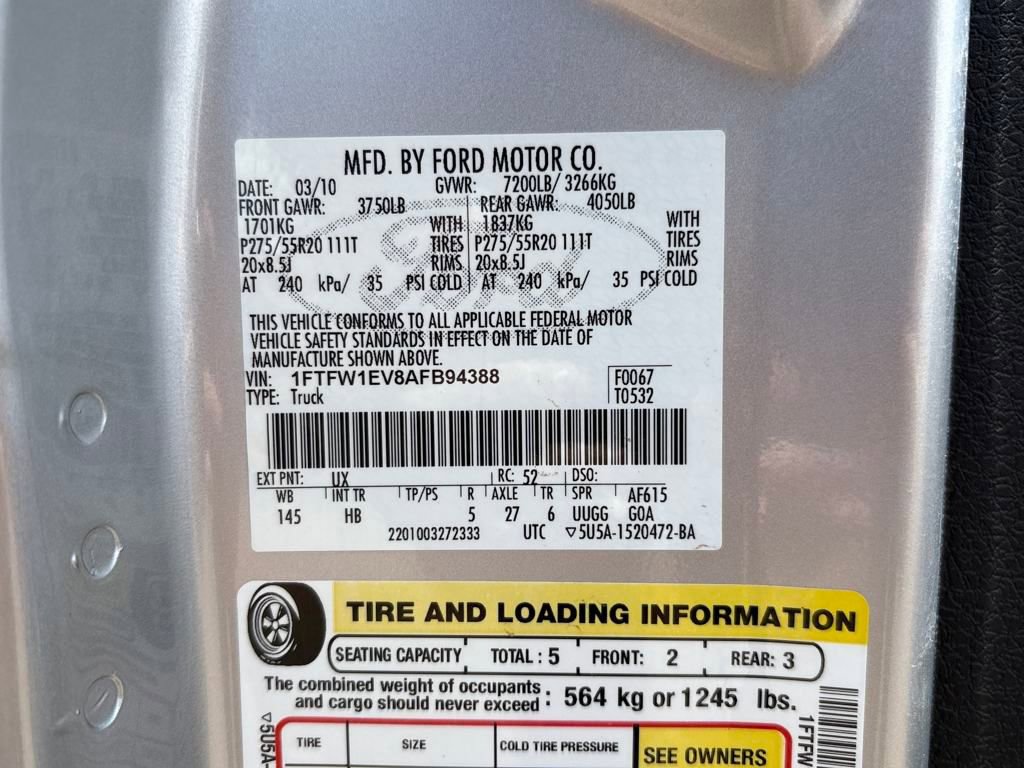 MFD. BY FORD MOTOR CO.
DATE: 03/10 GVWR: 7200LB/ 3266KG
FRONT GAWR: 3750LB REAR GAWR: 4050LB
1701KG WITH 1837KG WITH
P275/55R20 111T TIRES P275/55R20 111T TIRES
20x8.5J RIMS 20x8.5J RIMS
AT 240 kPa/ 35 PSI COLD AT 240 kPa/ 35 PSI COLD
Ford
THIS VEHICLE CONFORMS TO ALL APPLICABLE FEDERAL MOTOR
VEHICLE SAFETY STANDARDS IN EFFECT ON THE DATE OF
MANUFACTURE SHOWN ABOVE.
VIN: 1FTFW1EV8AFB94388 F0067
TYPE: Truck T0532
EXT PNT: UX RC: 52 DSO:
WB INT TR TP/PS R AXLE TR SPR AF615
145 HB 5 27 6 UUGG GOA
2201003272333 UTC ▽5U5A-1520472-BA
TIRE AND LOADING INFORMATION
SEATING CAPACITY TOTAL: 5 FRONT: 2 REAR: 3
The combined weight of occupants
and cargo should never exceed : 564 kg or 1245 lbs.
TIRE SIZE COLD TIRE PRESSURE SEE OWNERS
▽5U5A-
1FTFW